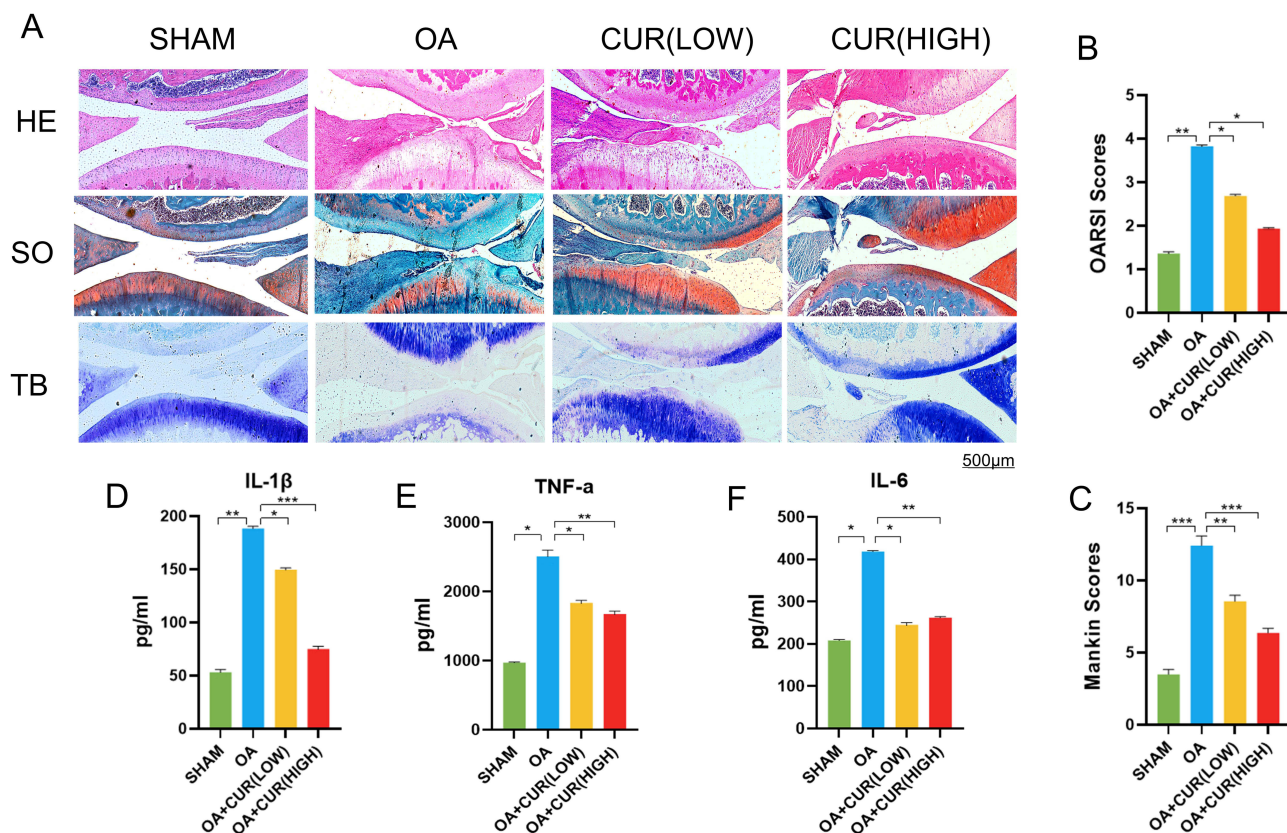 A
SHAM OA CUR(LOW) CUR(HIGH)
HE
SO
TB
500μm
B
OARSI Scores
5
4
3
2
1
0
** * *
SHAM
OA
OA+CUR(LOW)
OA+CUR(HIGH)
D
IL-1β
pg/ml
200
150
100
50
0
** * ***
SHAM
OA
OA+CUR(LOW)
OA+CUR(HIGH)
E
TNF-a
pg/ml
3000
2000
1000
0
* * **
SHAM
OA
OA+CUR(LOW)
OA+CUR(HIGH)
F
IL-6
pg/ml
500
400
300
200
100
0
* * **
SHAM
OA
OA+CUR(LOW)
OA+CUR(HIGH)
C
Mankin Scores
15
10
5
0
*** ** ***
SHAM
OA
OA+CUR(LOW)
OA+CUR(HIGH)